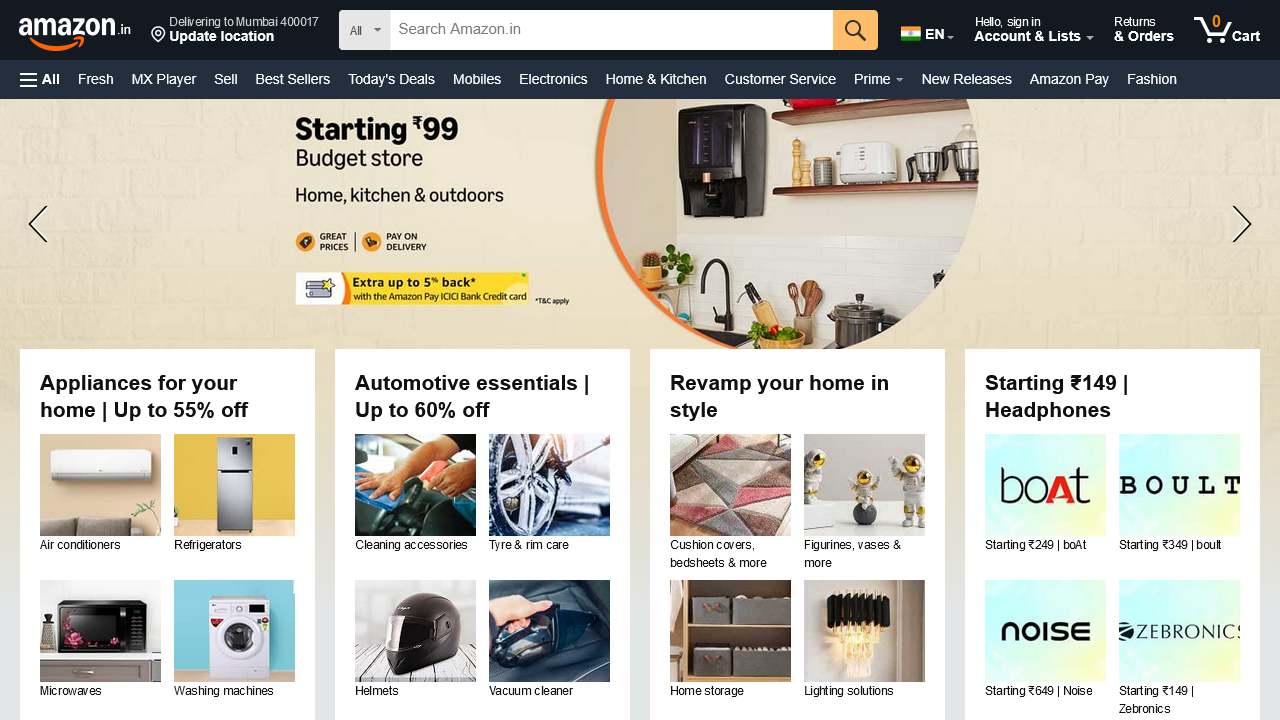 amazon.in
Delivering to Mumbai 400017
Update location
All
Search Amazon.in
EN
Hello, sign in
Account & Lists
Returns
& Orders
0
Cart
All
Fresh
MX Player
Sell
Best Sellers
Today's Deals
Mobiles
Electronics
Home & Kitchen
Customer Service
Prime
New Releases
Amazon Pay
Fashion
Starting ₹99
Budget store
Home, kitchen & outdoors
GREAT PRICES
PAY ON DELIVERY
Extra up to 5% back*
with the Amazon Pay ICICI Bank Credit card
*T&C apply
Appliances for your
home | Up to 55% off
Air conditioners
Refrigerators
Microwaves
Washing machines
Automotive essentials |
Up to 60% off
Cleaning accessories
Tyre & rim care
Helmets
Vacuum cleaner
Revamp your home in
style
Cushion covers,
bedsheets & more
Figurines, vases &
more
Home storage
Lighting solutions
Starting ₹149 |
Headphones
boAt
BOULT
Starting ₹249 | boAt
Starting ₹349 | boult
noise
ZEBRONICS
Starting ₹649 | Noise
Starting ₹149 |
Zebronics